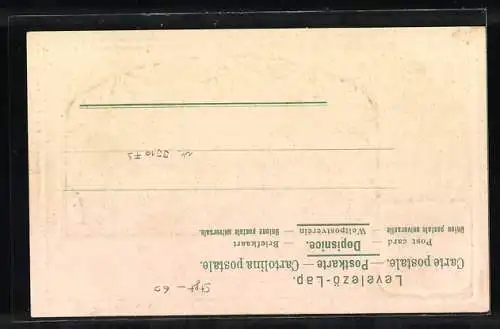 Levelező-Lap.
Carte postale. — Postkarte — Cartolina postale.
Post card — Dopisnice. — Briefkaart
Union postale universelle — Weltpostverein — Unione postale universale.